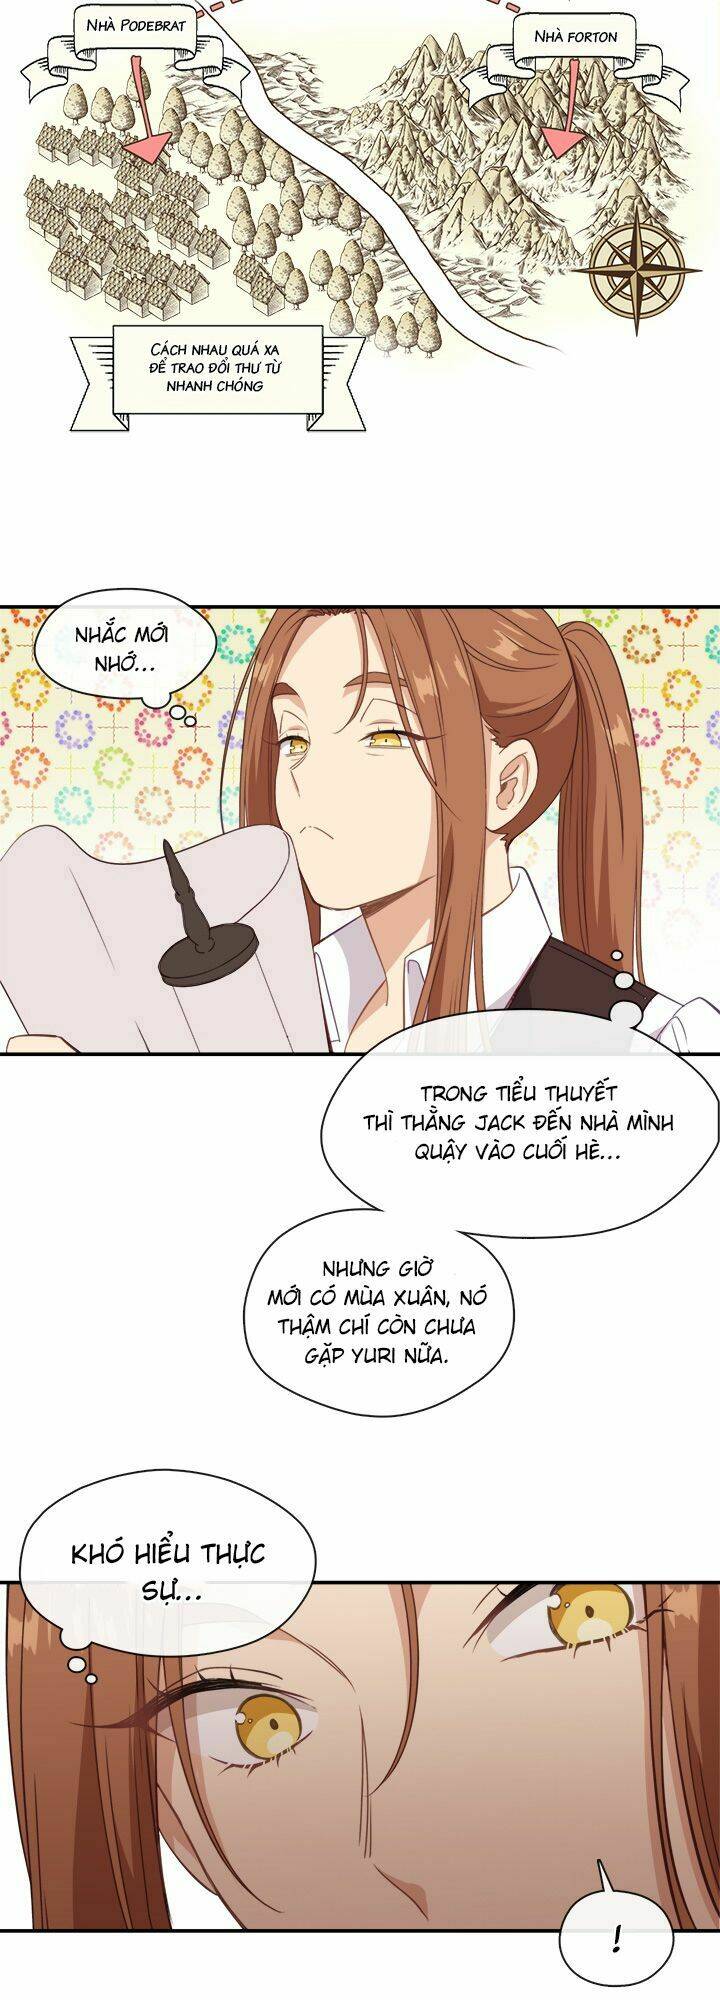 Nhà Podebrat
Nhà forton
Cách nhau quá xa
để trao đổi thư từ
nhanh chóng
NHẮC MỚI
NHỚ...
TRONG TIỂU THUYẾT
THÌ THẰNG JACK ĐẾN NHÀ MÌNH
QUẬY VÀO CUỐI HÈ...
NHƯNG GIỜ
MỚI CÓ MÙA XUÂN, NÓ
THẬM CHÍ CÒN CHƯA
GẶP YURI NỮA.
KHÓ HIỂU THỰC
SỰ...
!